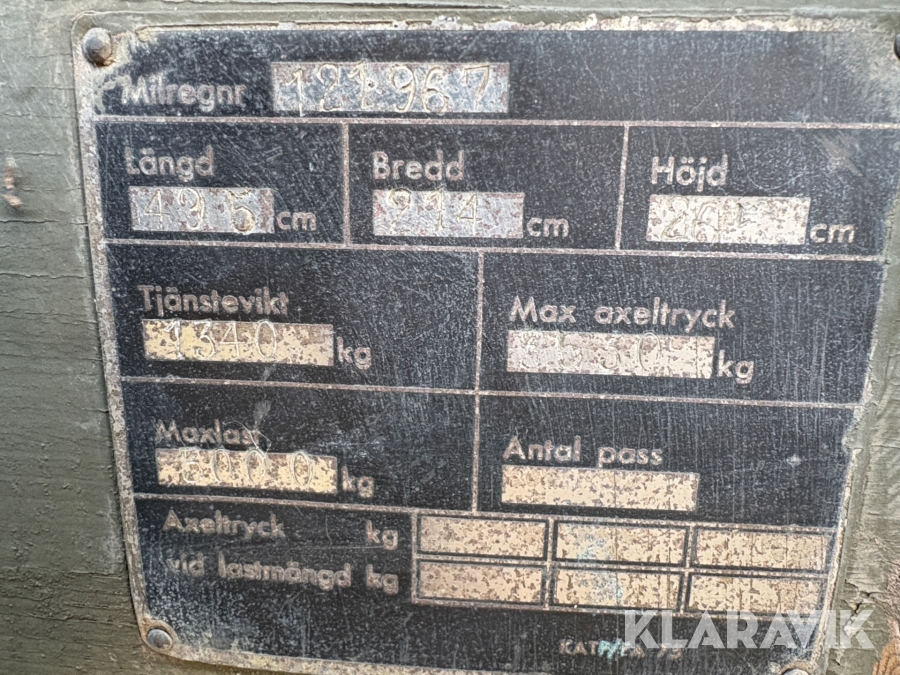 Milregnr 121967
Längd Bredd Höjd
495 cm 214 cm cm
Tjänstevikt Max axeltryck
1340 kg kg
Maxlast Antal pass
kg
Axeltryck kg
vid lastmängd kg
KLARAVIK